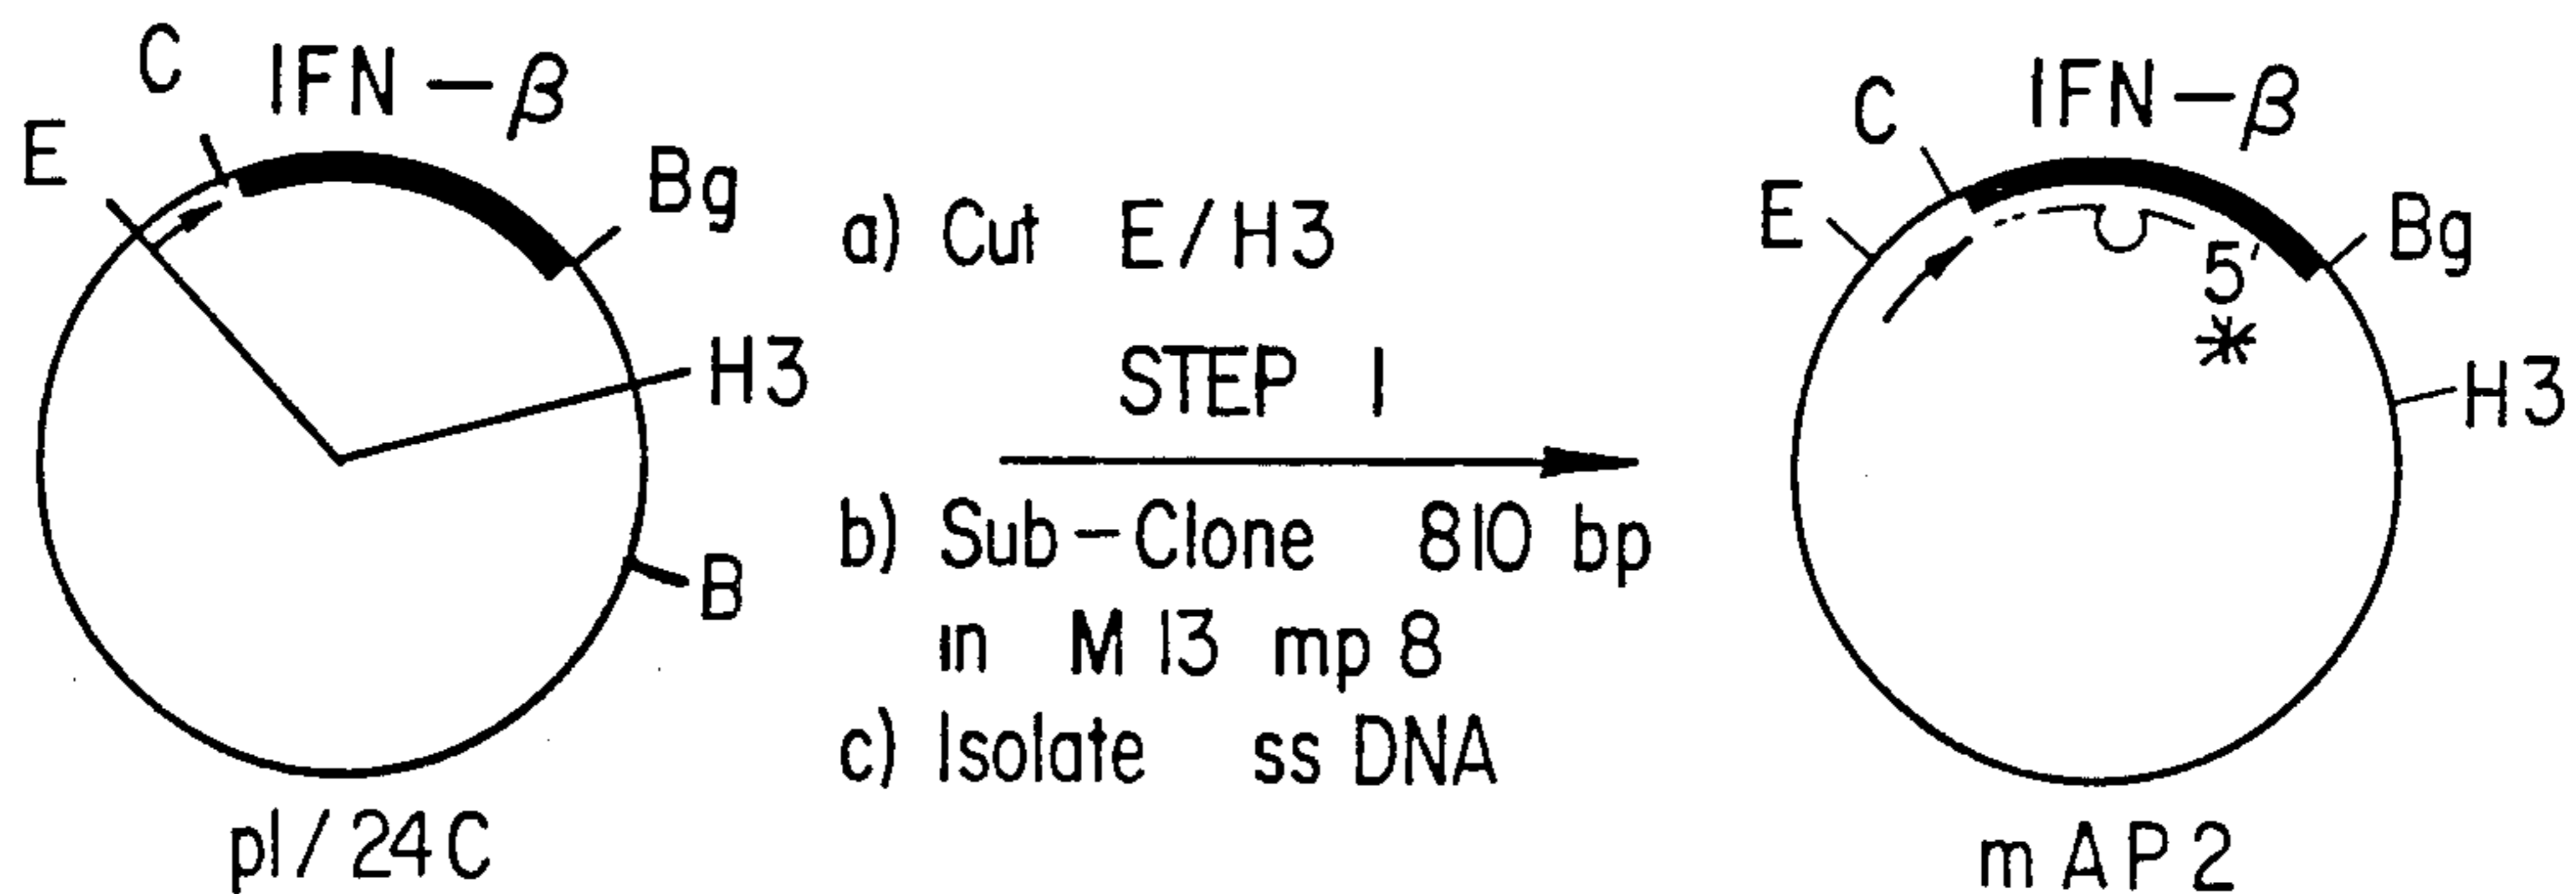 C
IFN-β
E
Bg
H3
B
pI/24C
a) Cut E/H3
STEP I
b) Sub-Clone 810 bp
in M13 mp8
c) Isolate ss DNA
C
IFN-β
E
Bg
5'
*
H3
mAP2